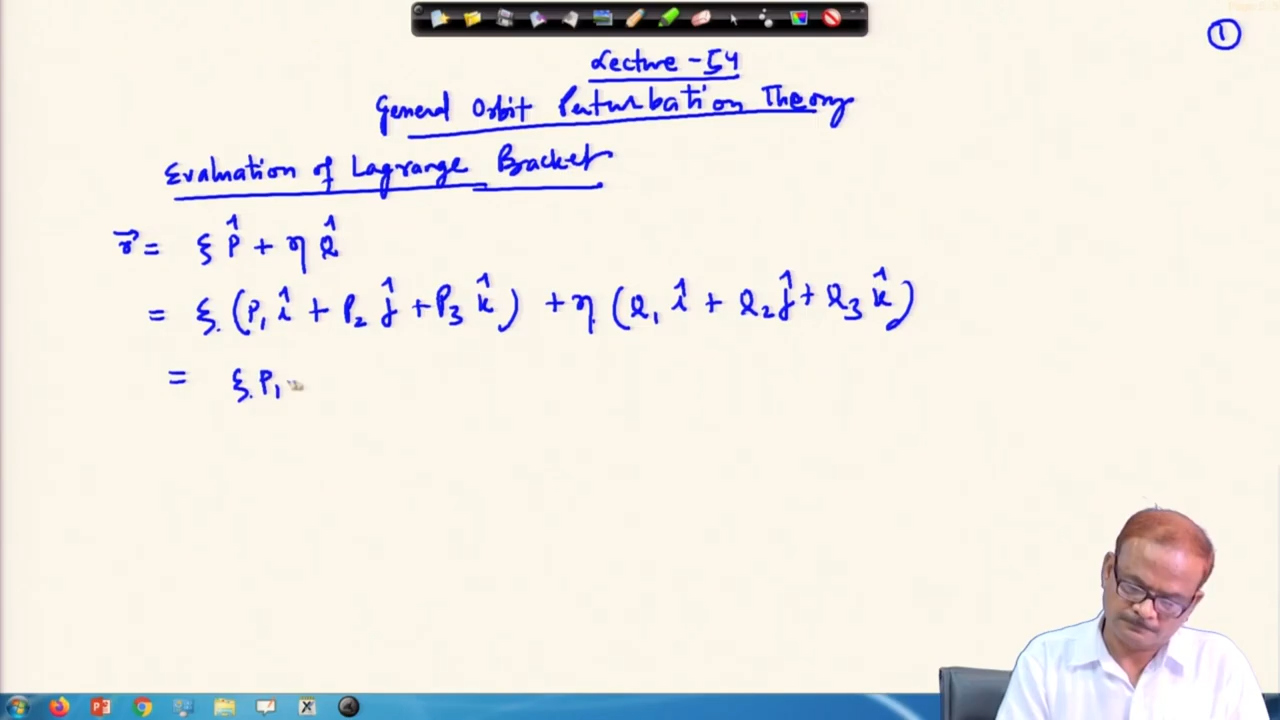 ①
Lecture - 54
General Orbit Perturbation Theory
Evaluation of Lagrange Bracket
r⃗ = ξ P̂ + η Q̂
= ξ. (P₁ î + P₂ ĵ + P₃ k̂) + η. (Q₁ î + Q₂ ĵ + Q₃ k̂)
= ξ. P₁